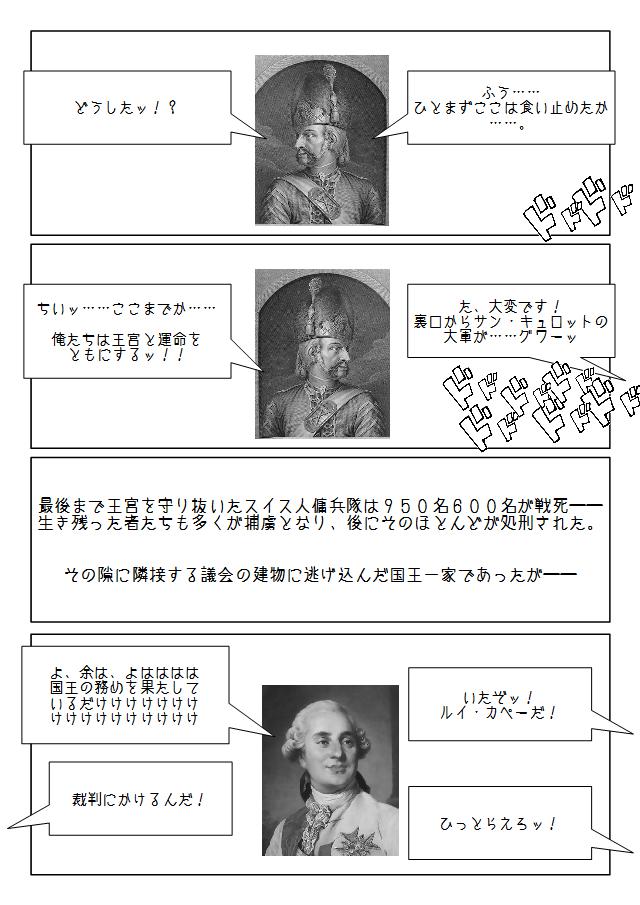 ふう……
ひとまずここは食い止めたか
……。
どうしたッ！？
ドドドド
た、大変です！
裏口からサン・キュロットの
大軍が……グワーッ
ちいッ……ここまでか……
俺たちは王宮と運命を
ともにするッ！！
ドドドドドドドドドド
最後まで王宮を守り抜いたスイス人傭兵隊は９５０名６００名が戦死――
生き残った者たちも多くが捕虜となり、後にそのほとんどが処刑された。
その隙に隣接する議会の建物に逃げ込んだ国王一家であったが――
いたぞッ！
ルイ・カペーだ！
よ、余は、よはははは
国王の務めを果たして
いるだけけけけけけけ
けけけけけけけけけけ
ひっとらえろッ！
裁判にかけるんだ！